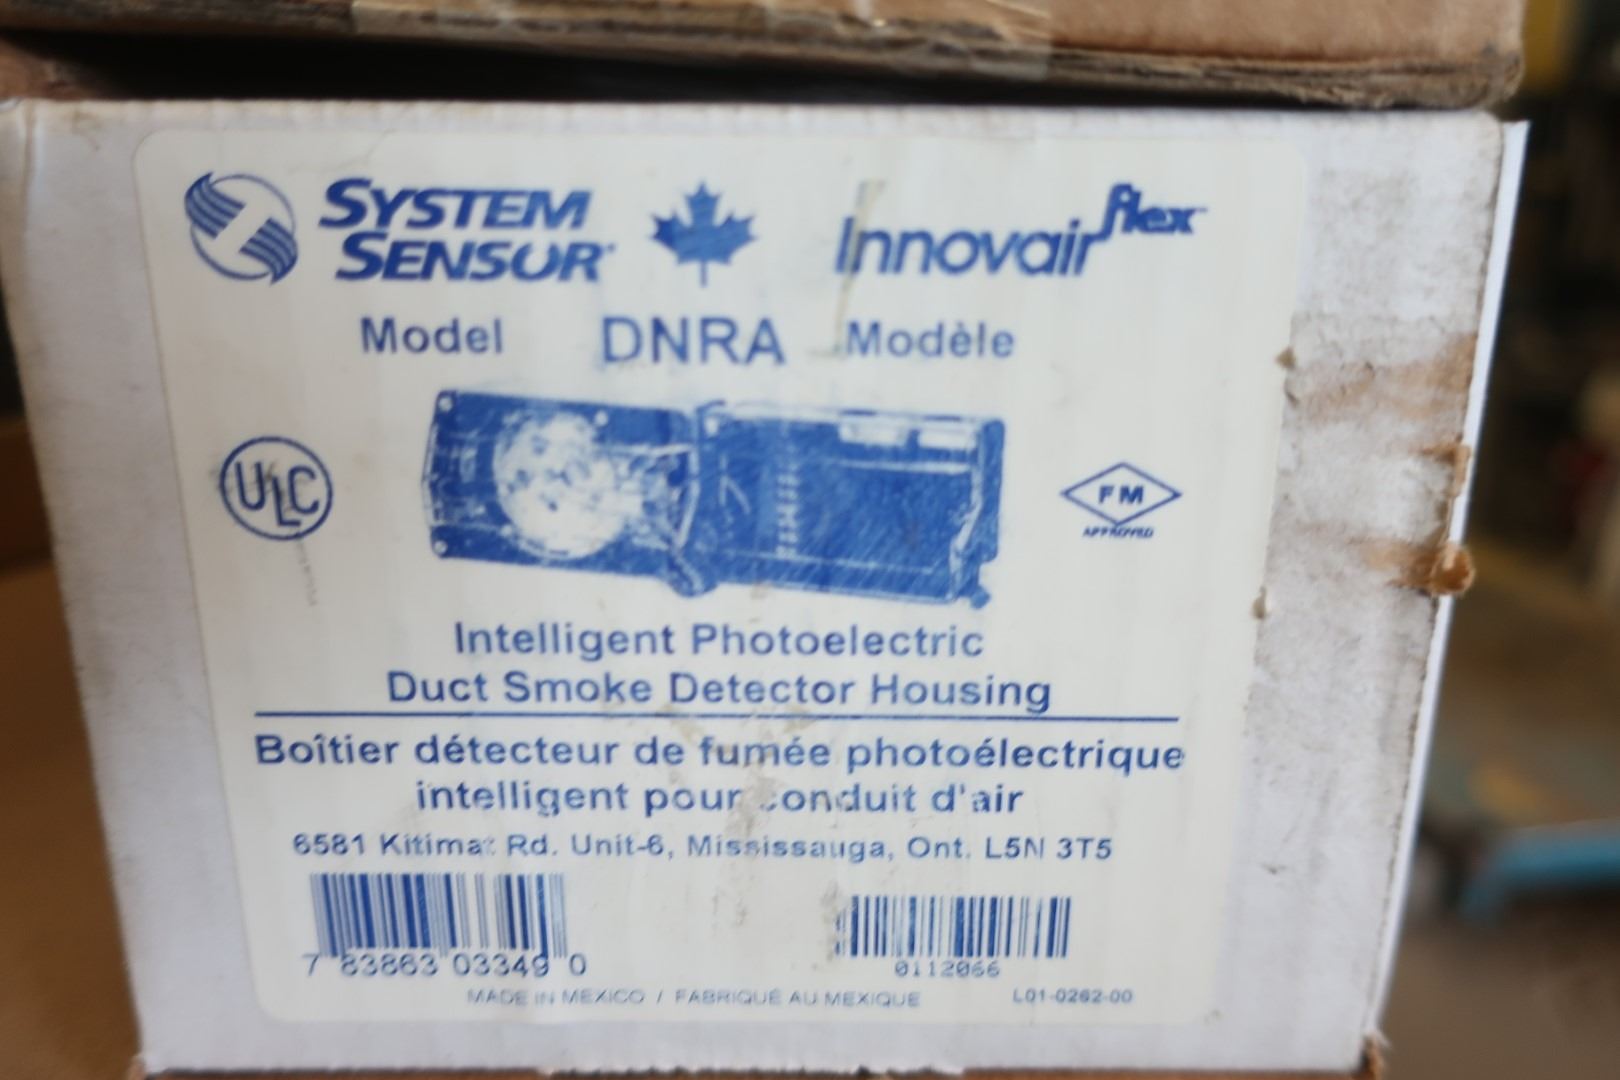 SYSTEM SENSOR
Innovair flex
Model DNRA Modèle
ULC
FM
APPROVED
Intelligent Photoelectric
Duct Smoke Detector Housing
Boîtier détecteur de fumée photoélectrique
intelligent pour conduit d'air
6581 Kitimat Rd. Unit-6, Mississauga, Ont. L5N 3T5
7 83863 03349 0
0112066
MADE IN MEXICO / FABRIQUÉ AU MEXIQUE
L01-0262-00